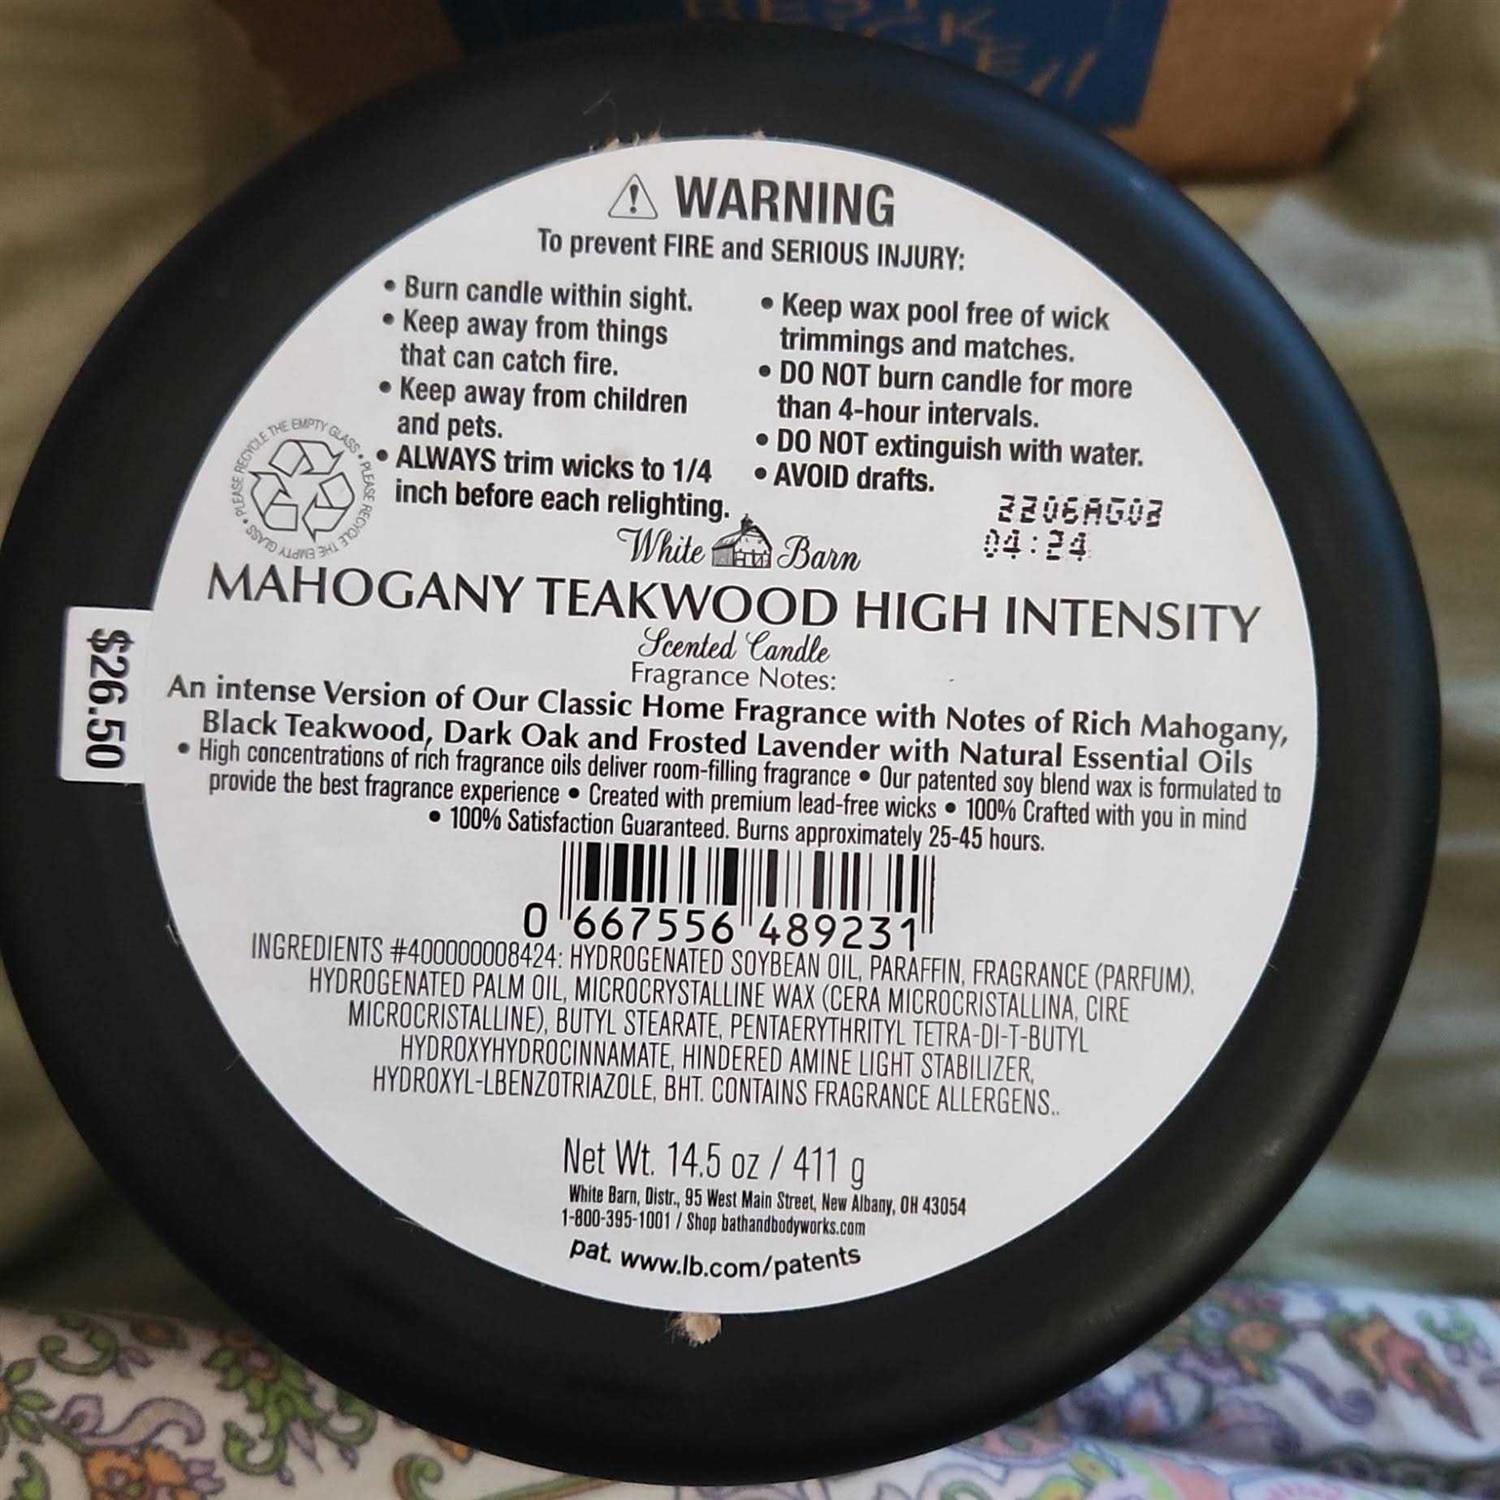 WARNING
To prevent FIRE and SERIOUS INJURY:
• Burn candle within sight.
• Keep away from things
that can catch fire.
• Keep away from children
and pets.
• ALWAYS trim wicks to 1/4
inch before each relighting.
• Keep wax pool free of wick
trimmings and matches.
• DO NOT burn candle for more
than 4-hour intervals.
• DO NOT extinguish with water.
• AVOID drafts.
PLEASE RECYCLE THE EMPTY GLASS • PLEASE RECYCLE THE EMPTY GLASS •
2206AG02
04:24
White Barn
MAHOGANY TEAKWOOD HIGH INTENSITY
Scented Candle
Fragrance Notes:
An intense Version of Our Classic Home Fragrance with Notes of Rich Mahogany,
Black Teakwood, Dark Oak and Frosted Lavender with Natural Essential Oils
• High concentrations of rich fragrance oils deliver room-filling fragrance • Our patented soy blend wax is formulated to
provide the best fragrance experience • Created with premium lead-free wicks • 100% Crafted with you in mind
• 100% Satisfaction Guaranteed. Burns approximately 25-45 hours.
$26.50
0 667556 489231
INGREDIENTS #400000008424: HYDROGENATED SOYBEAN OIL, PARAFFIN, FRAGRANCE (PARFUM),
HYDROGENATED PALM OIL, MICROCRYSTALLINE WAX (CERA MICROCRISTALLINA, CIRE
MICROCRISTALLINE), BUTYL STEARATE, PENTAERYTHRITYL TETRA-DI-T-BUTYL
HYDROXYHYDROCINNAMATE, HINDERED AMINE LIGHT STABILIZER,
HYDROXYL-LBENZOTRIAZOLE, BHT. CONTAINS FRAGRANCE ALLERGENS..
Net Wt. 14.5 oz / 411 g
White Barn, Distr., 95 West Main Street, New Albany, OH 43054
1-800-395-1001 / Shop bathandbodyworks.com
pat. www.lb.com/patents